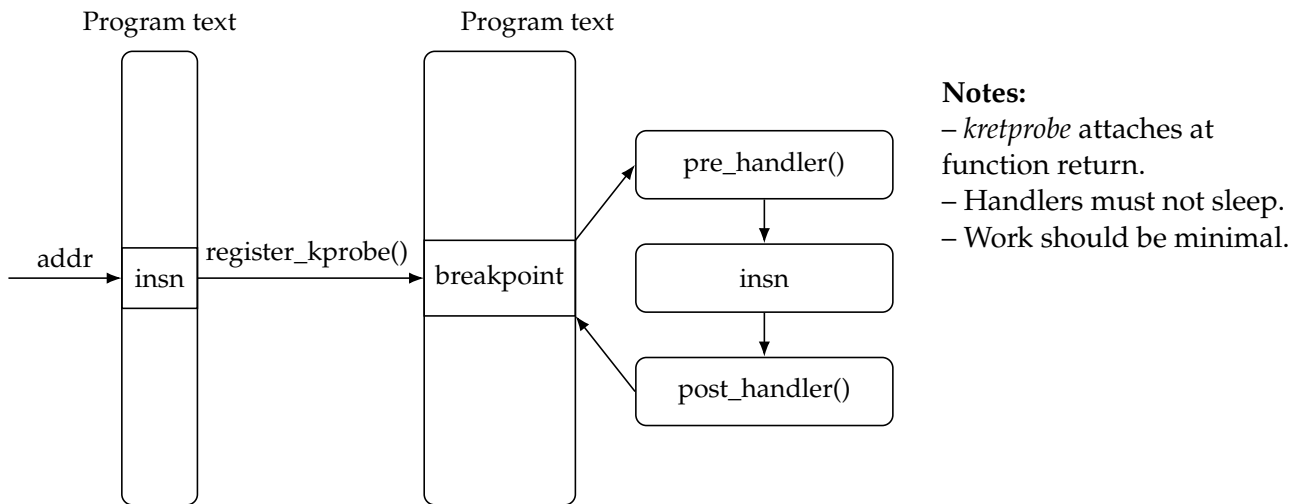 Program text
Program text
addr
insn
register_kprobe()
breakpoint
pre_handler()
insn
post_handler()
Notes:
– kretprobe attaches at
function return.
– Handlers must not sleep.
– Work should be minimal.